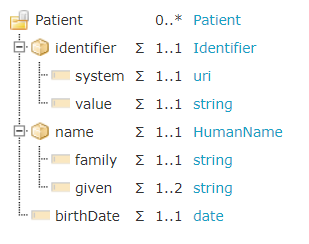 Patient 0..* Patient
identifier Σ 1..1 Identifier
system Σ 1..1 uri
value Σ 1..1 string
name Σ 1..1 HumanName
family Σ 1..1 string
given Σ 1..2 string
birthDate Σ 1..1 date